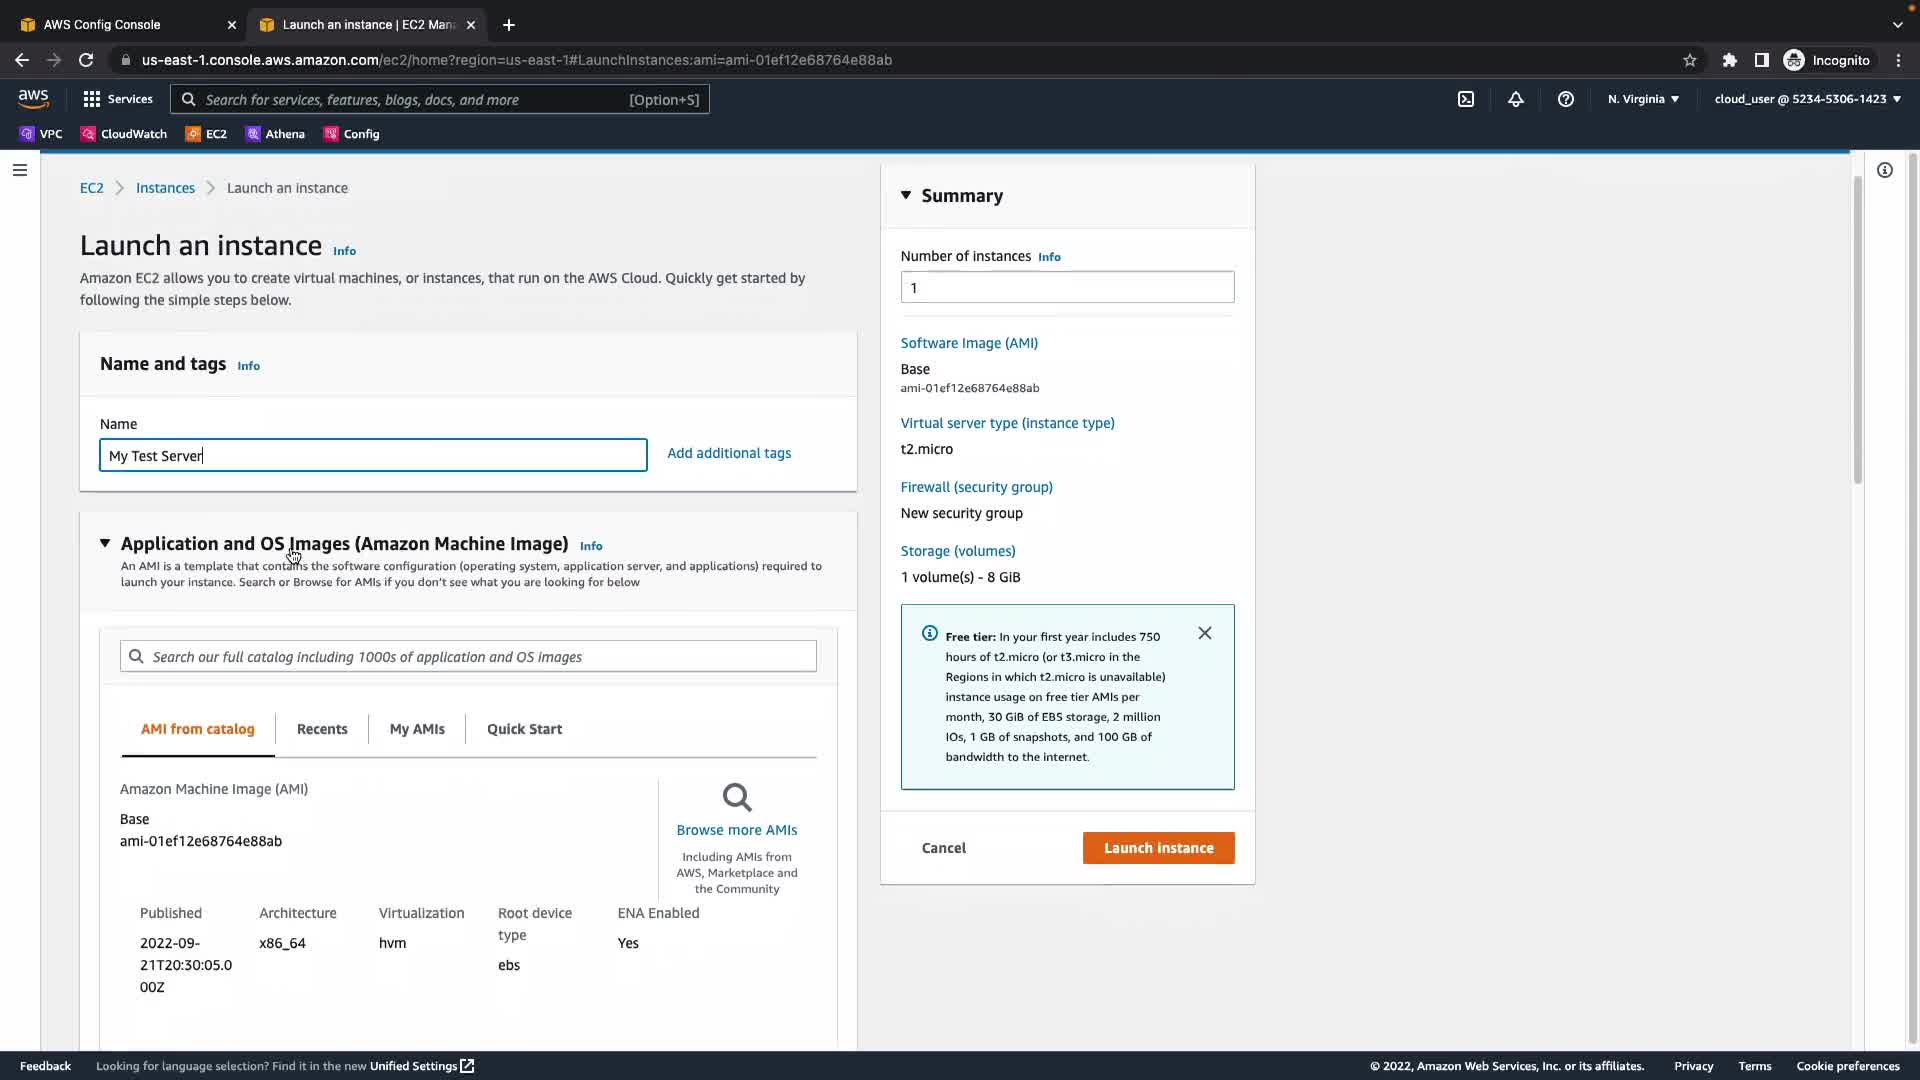 AWS Config Console
Launch an instance | EC2 Man
us-east-1.console.aws.amazon.com/ec2/home?region=us-east-1#LaunchInstances:ami=ami-01ef12e68764e88ab
Incognito
aws
Services
Search for services, features, blogs, docs, and more
[Option+S]
N. Virginia
cloud_user @ 5234-5306-1423
VPC
CloudWatch
EC2
Athena
Config
EC2
Instances
Launch an instance
Launch an instance Info
Amazon EC2 allows you to create virtual machines, or instances, that run on the AWS Cloud. Quickly get started by
following the simple steps below.
Name and tags Info
Name
My Test Server
Add additional tags
Application and OS Images (Amazon Machine Image) Info
An AMI is a template that contains the software configuration (operating system, application server, and applications) required to
launch your instance. Search or Browse for AMIs if you don't see what you are looking for below
Search our full catalog including 1000s of application and OS images
AMI from catalog
Recents
My AMIs
Quick Start
Amazon Machine Image (AMI)
Base
ami-01ef12e68764e88ab
Browse more AMIs
Including AMIs from
AWS, Marketplace and
the Community
Published
2022-09-
21T20:30:05.0
00Z
Architecture
x86_64
Virtualization
hvm
Root device
type
ebs
ENA Enabled
Yes
Summary
Number of instances Info
1
Software Image (AMI)
Base
ami-01ef12e68764e88ab
Virtual server type (instance type)
t2.micro
Firewall (security group)
New security group
Storage (volumes)
1 volume(s) - 8 GiB
Free tier: In your first year includes 750
hours of t2.micro (or t3.micro in the
Regions in which t2.micro is unavailable)
instance usage on free tier AMIs per
month, 30 GiB of EBS storage, 2 million
IOs, 1 GB of snapshots, and 100 GB of
bandwidth to the internet.
Cancel
Launch instance
Feedback
Looking for language selection? Find it in the new Unified Settings
© 2022, Amazon Web Services, Inc. or its affiliates.
Privacy
Terms
Cookie preferences